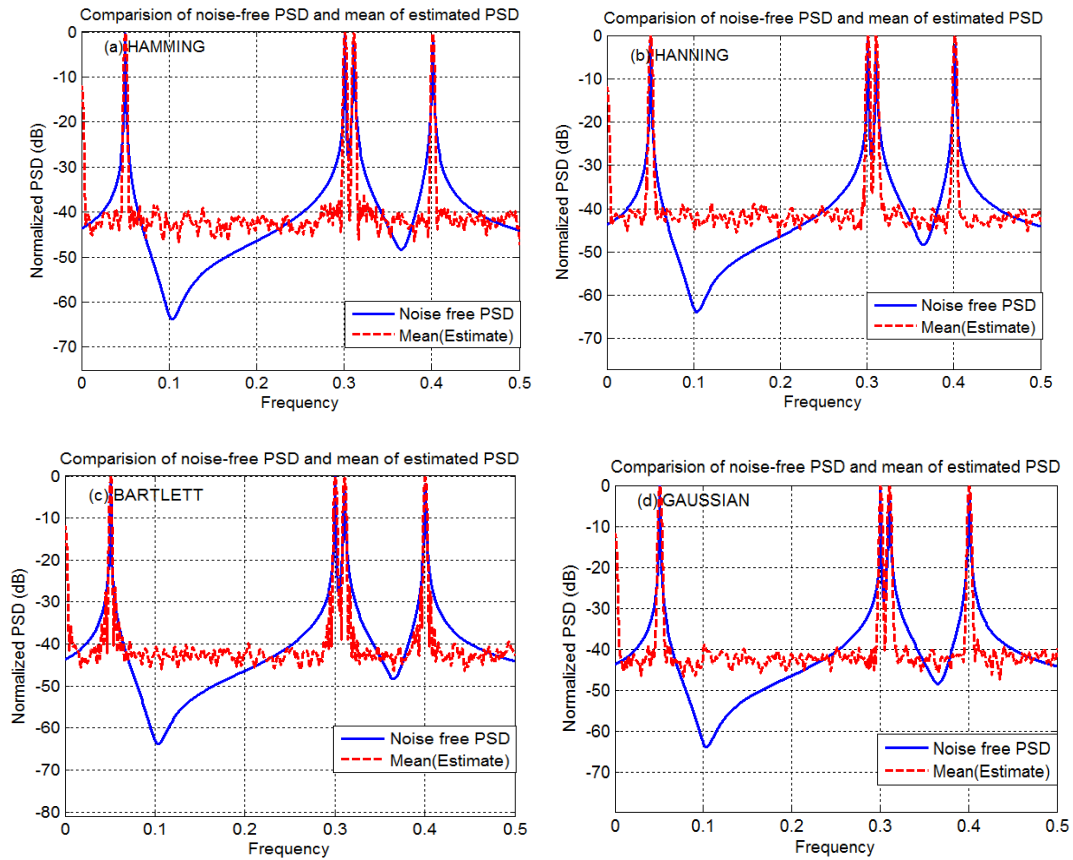 Comparision of noise-free PSD and mean of estimated PSD
(a) HAMMING
Normalized PSD (dB)
0
-10
-20
-30
-40
-50
-60
-70
Noise free PSD
Mean(Estimate)
0 0.1 0.2 0.3 0.4 0.5
Frequency
Comparision of noise-free PSD and mean of estimated PSD
(b) HANNING
Normalized PSD (dB)
0
-10
-20
-30
-40
-50
-60
-70
Noise free PSD
Mean(Estimate)
0 0.1 0.2 0.3 0.4 0.5
Frequency
Comparision of noise-free PSD and mean of estimated PSD
(c) BARTLETT
Normalized PSD (dB)
0
-10
-20
-30
-40
-50
-60
-70
-80
Noise free PSD
Mean(Estimate)
0 0.1 0.2 0.3 0.4 0.5
Frequency
Comparision of noise-free PSD and mean of estimated PSD
(d) GAUSSIAN
Normalized PSD (dB)
0
-10
-20
-30
-40
-50
-60
-70
Noise free PSD
Mean(Estimate)
0 0.1 0.2 0.3 0.4 0.5
Frequency